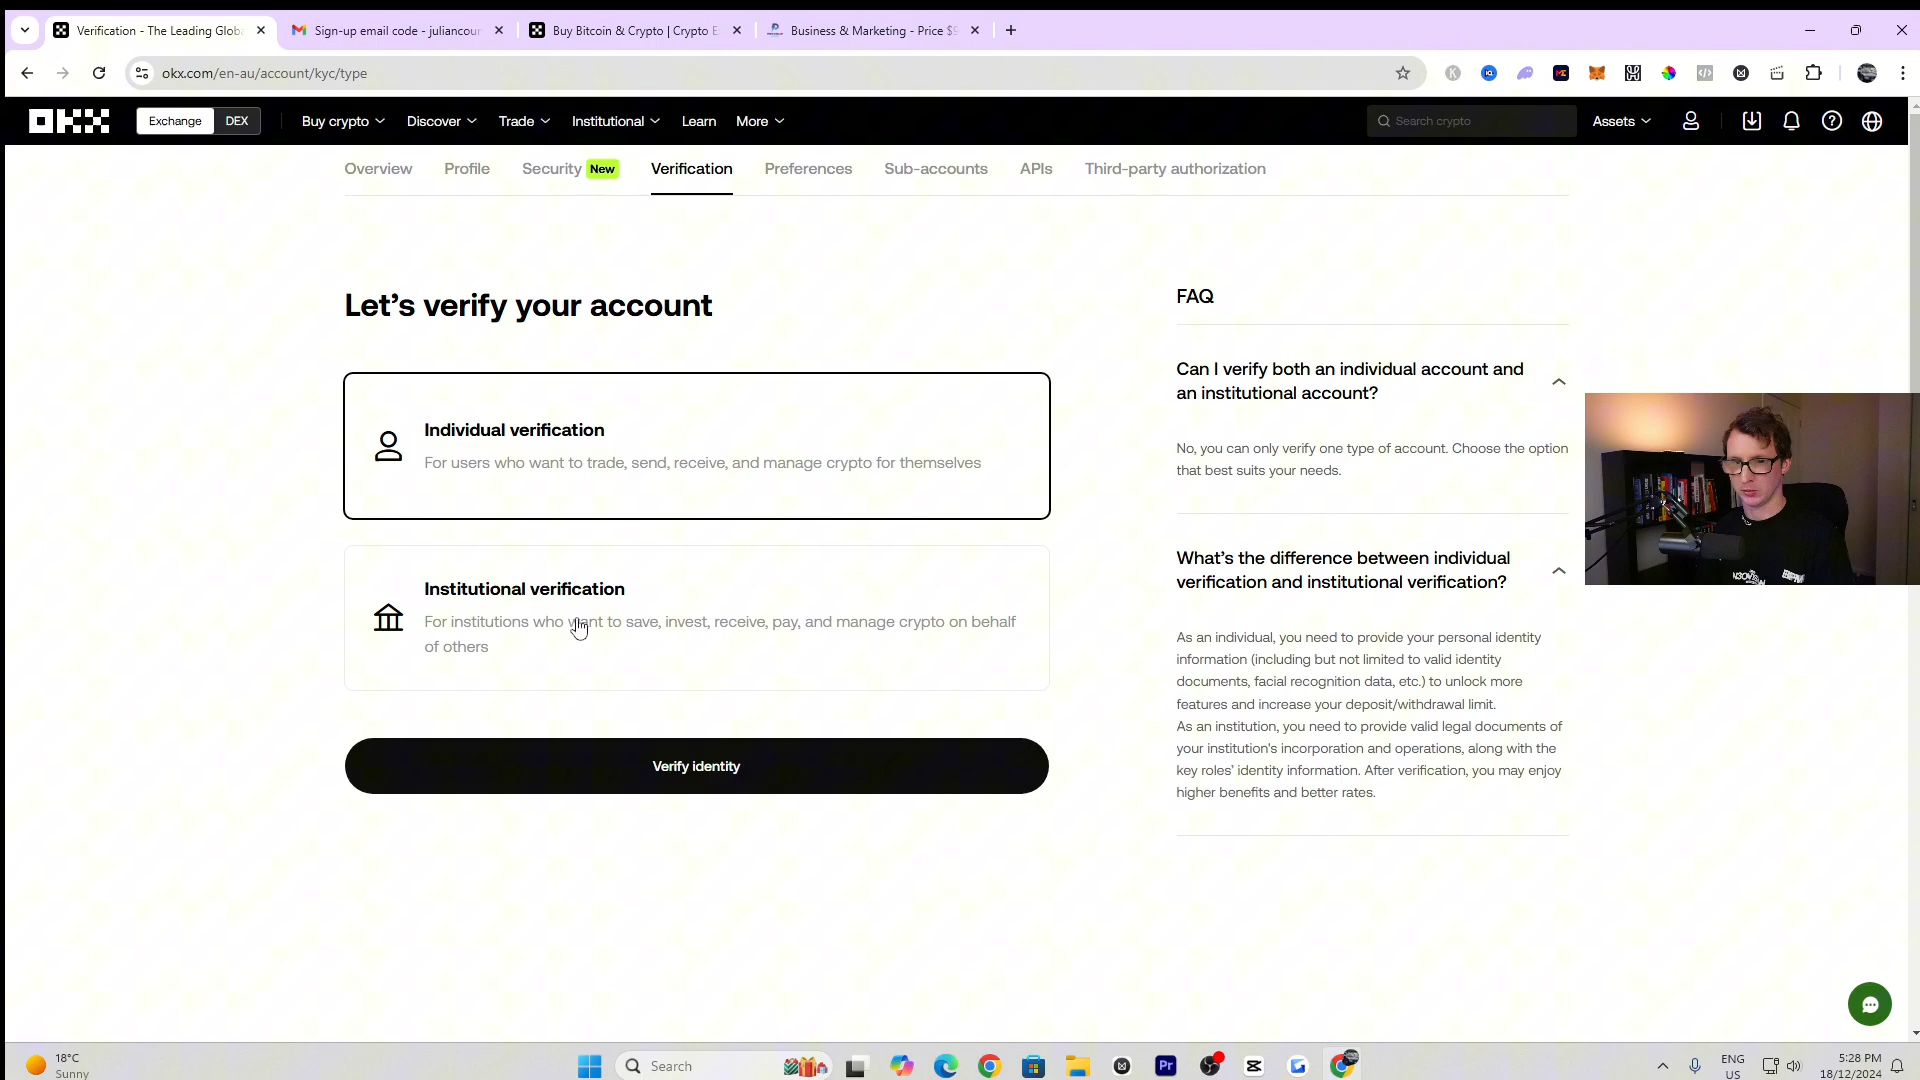 Verification - The Leading Globa
Sign-up email code - juliancour
Buy Bitcoin & Crypto | Crypto E
Business & Marketing - Price $9
okx.com/en-au/account/kyc/type
OKX
Exchange
DEX
Buy crypto
Discover
Trade
Institutional
Learn
More
Search crypto
Assets
Overview
Profile
Security New
Verification
Preferences
Sub-accounts
APIs
Third-party authorization
Let's verify your account
Individual verification
For users who want to trade, send, receive, and manage crypto for themselves
Institutional verification
For institutions who want to save, invest, receive, pay, and manage crypto on behalf
of others
Verify identity
FAQ
Can I verify both an individual account and
an institutional account?
No, you can only verify one type of account. Choose the option
that best suits your needs.
What's the difference between individual
verification and institutional verification?
As an individual, you need to provide your personal identity
information (including but not limited to valid identity
documents, facial recognition data, etc.) to unlock more
features and increase your deposit/withdrawal limit.
As an institution, you need to provide valid legal documents of
your institution's incorporation and operations, along with the
key roles' identity information. After verification, you may enjoy
higher benefits and better rates.
18°C
Sunny
Search
Pr
ENG
US
5:28 PM
18/12/2024